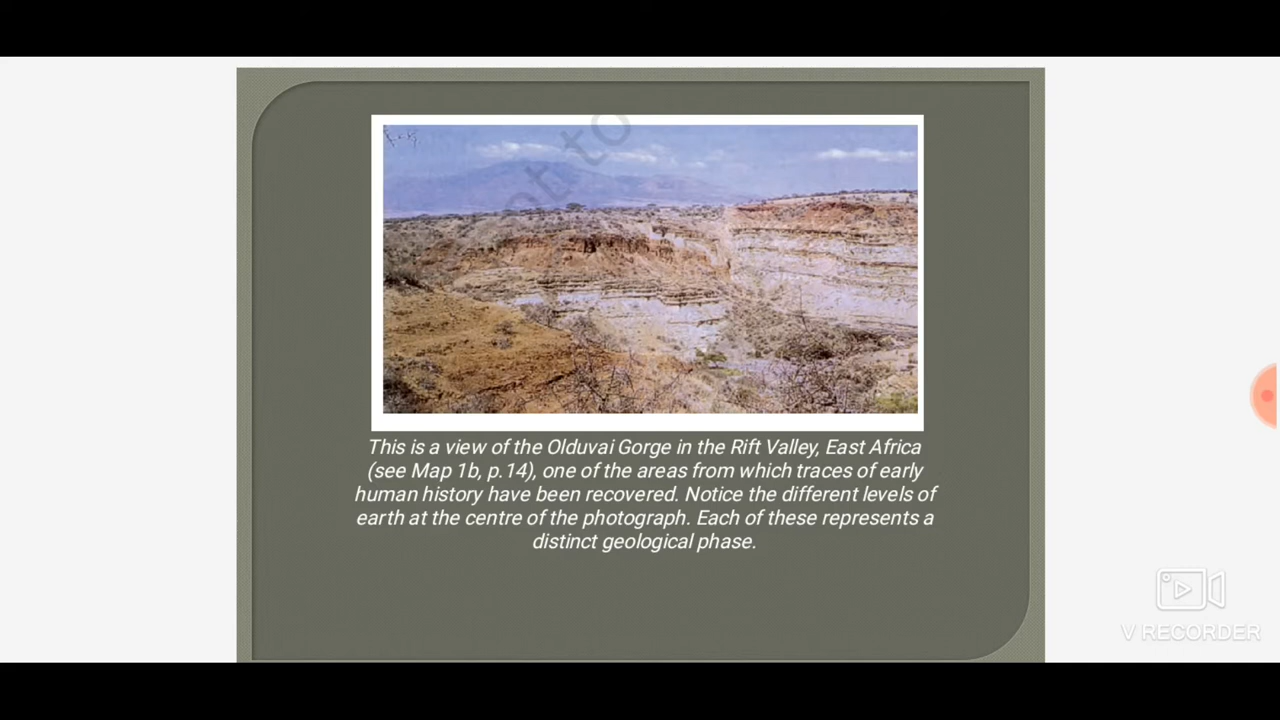 ot to
This is a view of the Olduvai Gorge in the Rift Valley, East Africa
(see Map 1b, p.14), one of the areas from which traces of early
human history have been recovered. Notice the different levels of
earth at the centre of the photograph. Each of these represents a
distinct geological phase.
V RECORDER